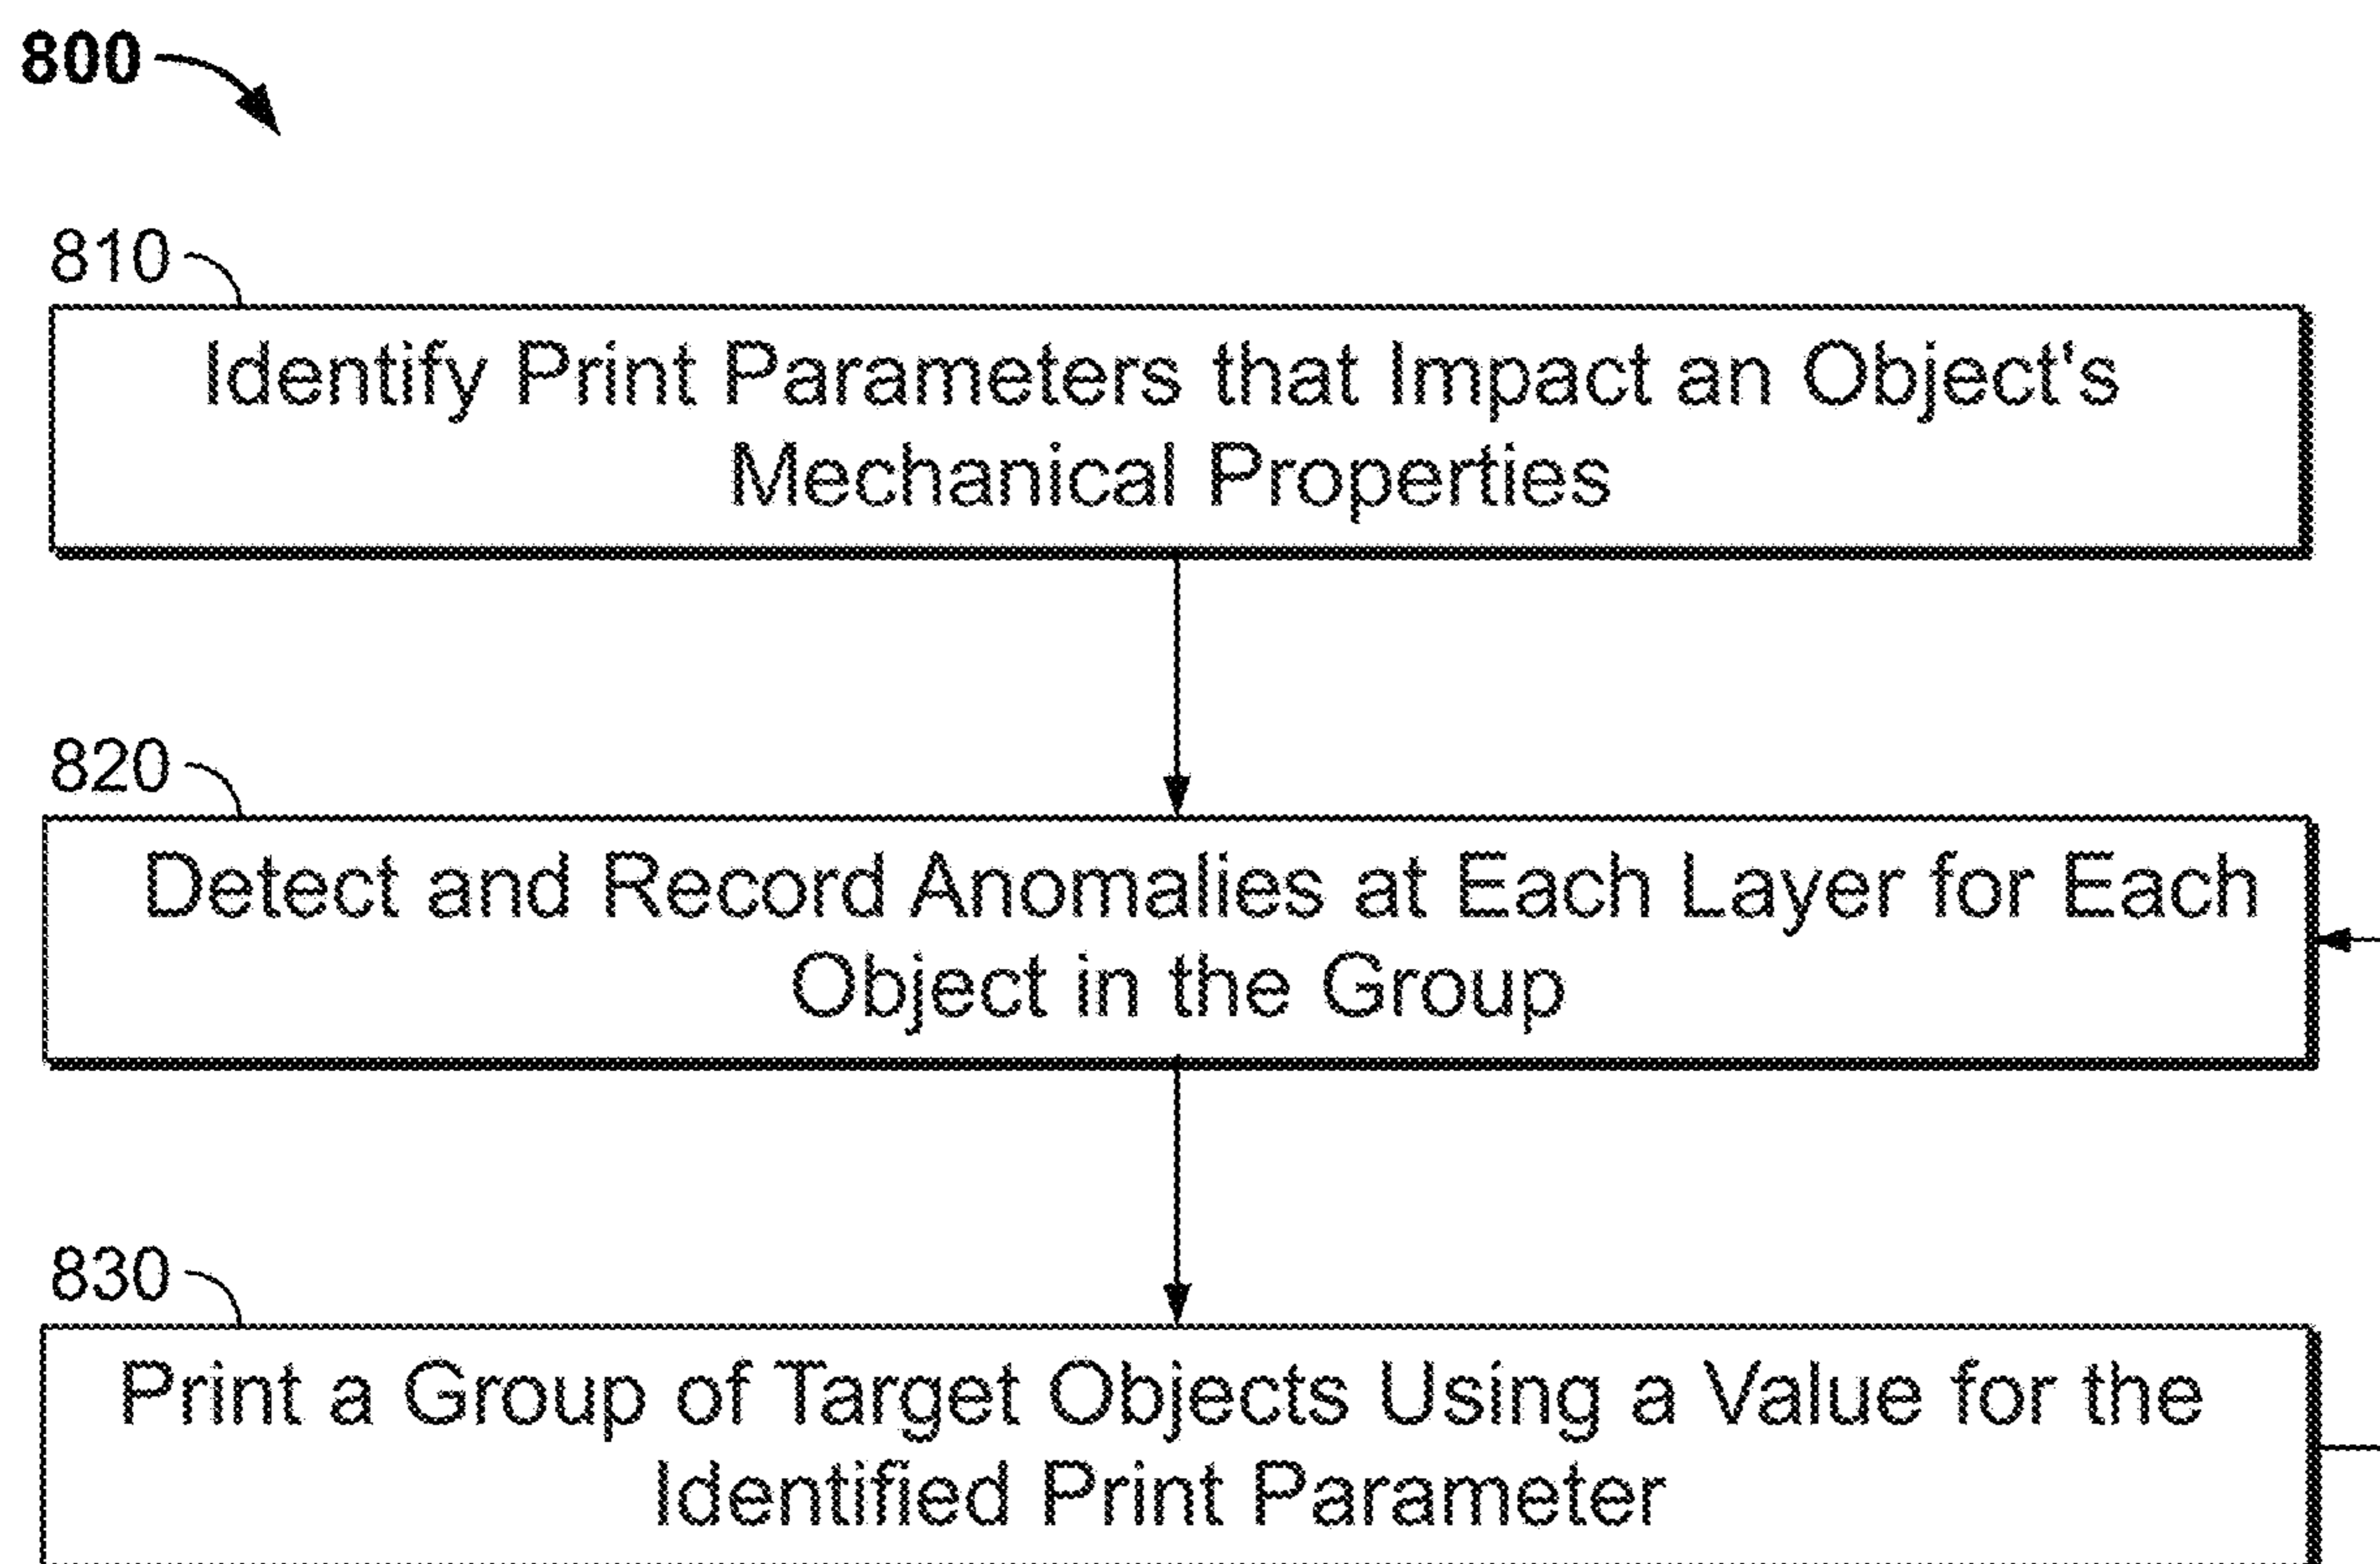 800
810
Identify Print Parameters that Impact an Object's
Mechanical Properties
820
Detect and Record Anomalies at Each Layer for Each
Object in the Group
830
Print a Group of Target Objects Using a Value for the
Identified Print Parameter